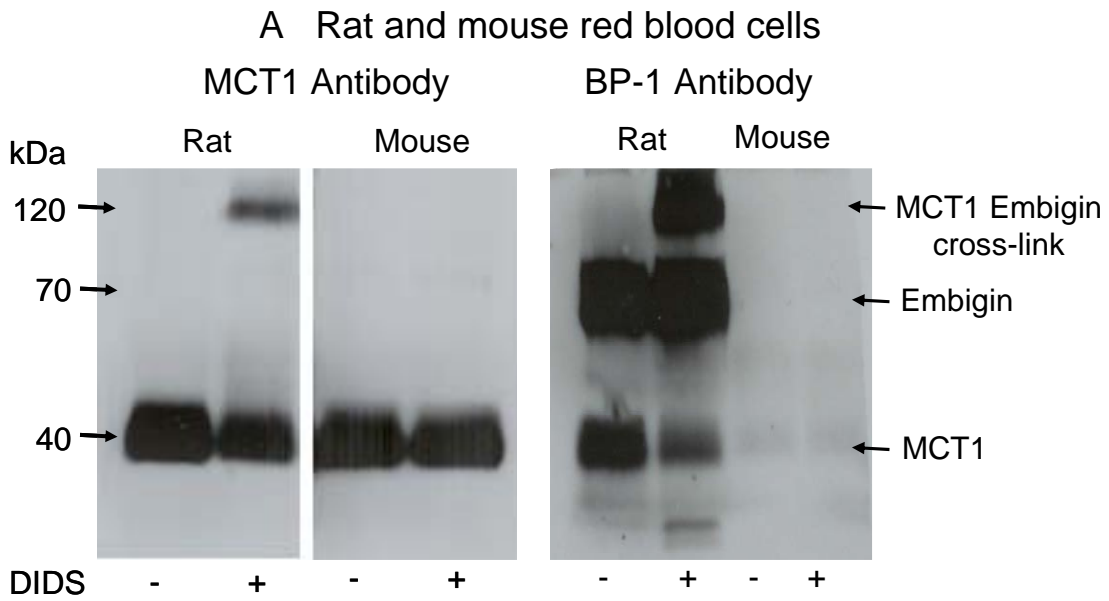 A Rat and mouse red blood cells
MCT1 Antibody BP-1 Antibody
Rat Mouse Rat Mouse
kDa
120 MCT1 Embigin
cross-link
70 Embigin
40 MCT1
DIDS - + - + - + - +